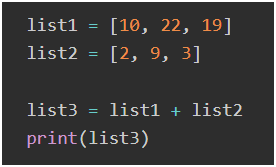 list1 = [10, 22, 19]
list2 = [2, 9, 3]
list3 = list1 + list2
print(list3)